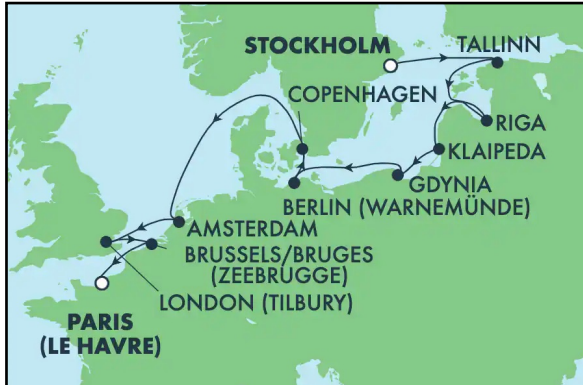 STOCKHOLM
TALLINN
COPENHAGEN
RIGA
KLAIPEDA
GDYNIA
BERLIN (WARNEMÜNDE)
AMSTERDAM
BRUSSELS/BRUGES
(ZEEBRUGGE)
LONDON (TILBURY)
PARIS
(LE HAVRE)